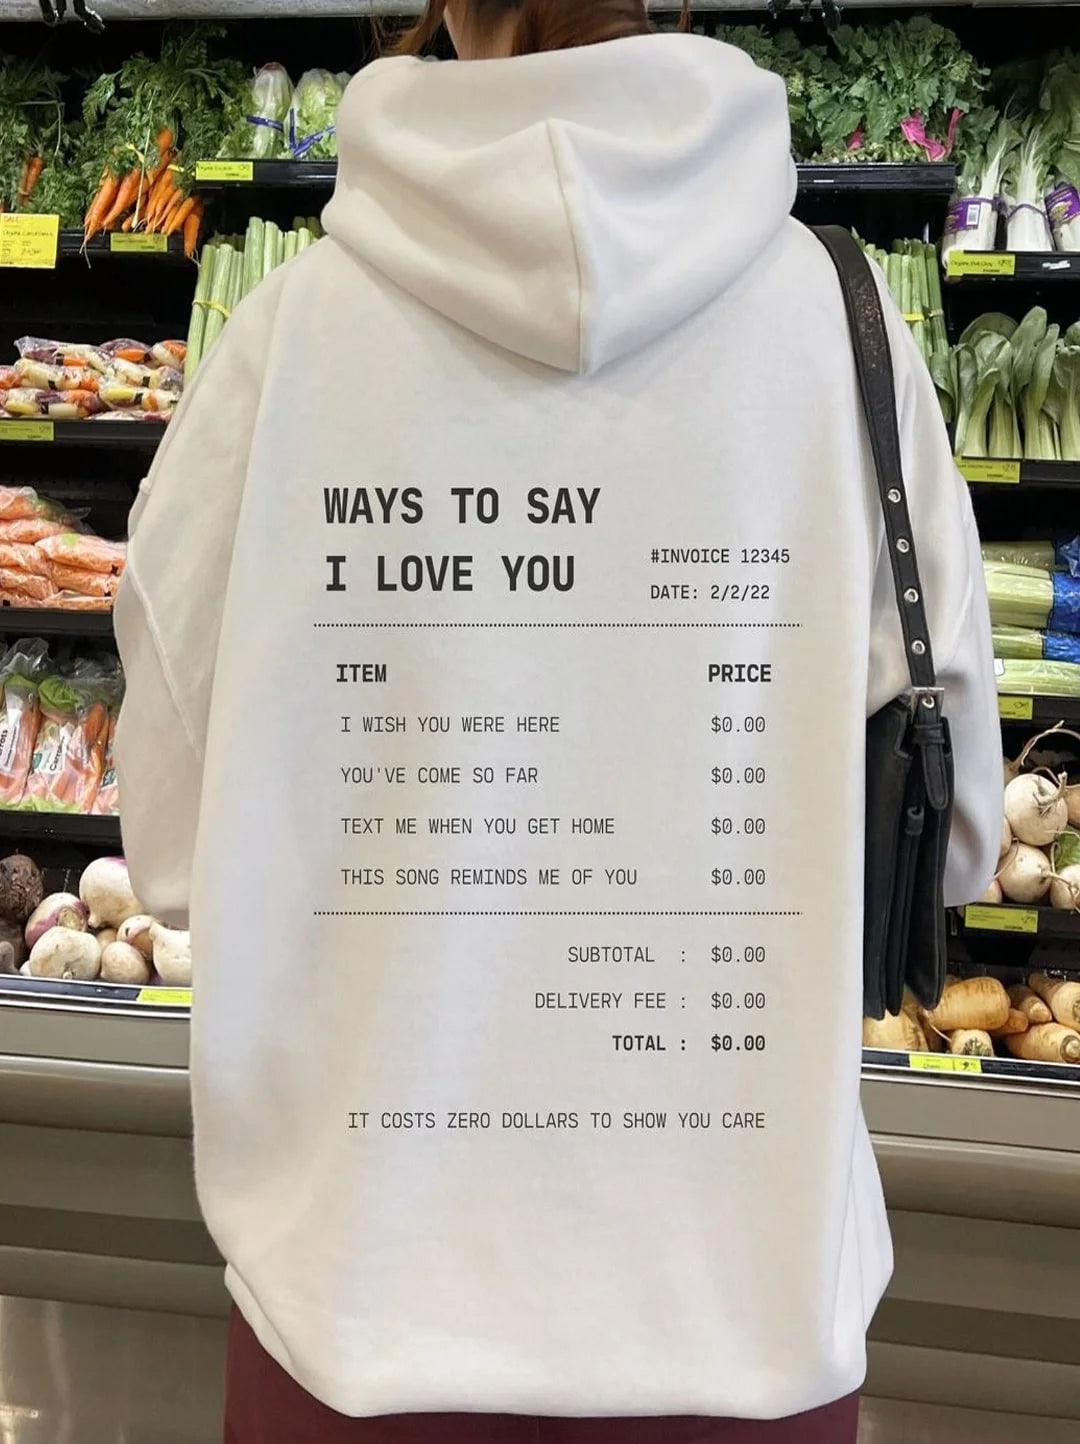 WAYS TO SAY
I LOVE YOU
#INVOICE 12345
DATE: 2/2/22
ITEM PRICE
I WISH YOU WERE HERE $0.00
YOU'VE COME SO FAR $0.00
TEXT ME WHEN YOU GET HOME $0.00
THIS SONG REMINDS ME OF YOU $0.00
SUBTOTAL : $0.00
DELIVERY FEE : $0.00
TOTAL : $0.00
IT COSTS ZERO DOLLARS TO SHOW YOU CARE